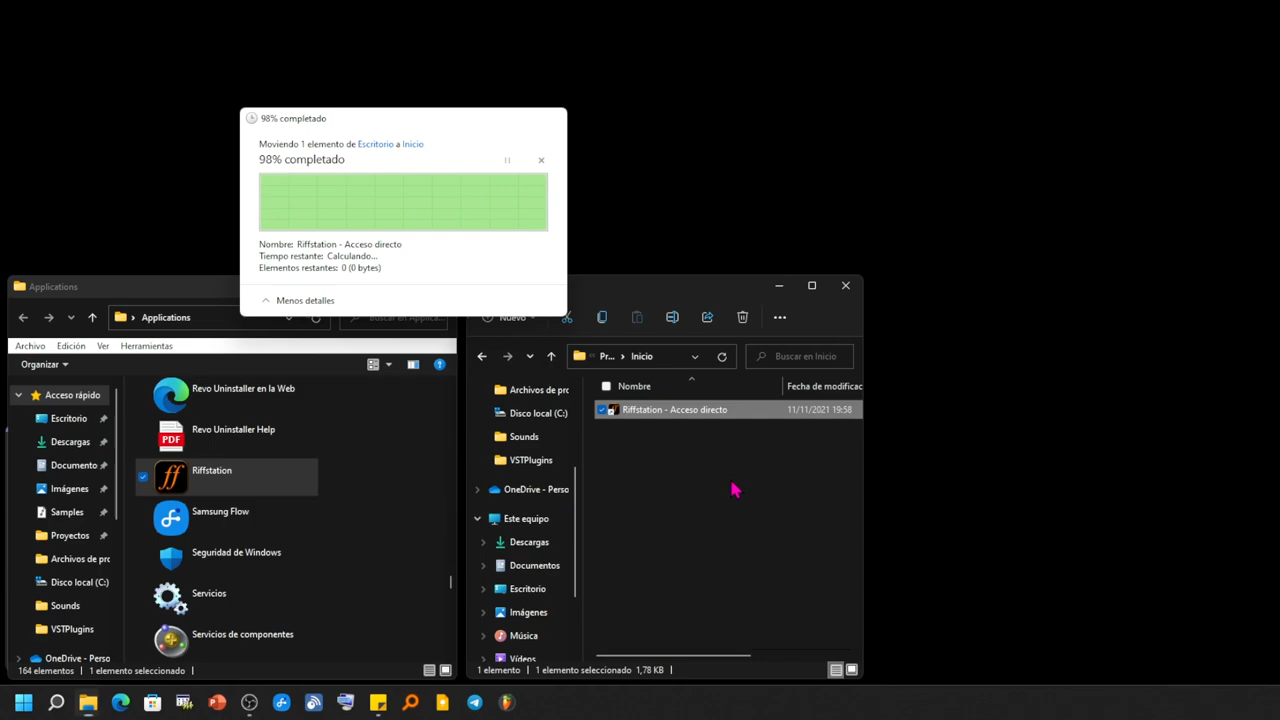 98% completado
Moviendo 1 elemento de Escritorio a Inicio
98% completado
Nombre: Riffstation - Acceso directo
Tiempo restante: Calculando...
Elementos restantes: 0 (0 bytes)
Menos detalles
Applications
Applications
Archivo Edición Ver Herramientas
Organizar
Acceso rápido
Escritorio
Descargas
Documento
Imágenes
Samples
Proyectos
Archivos de prc
Disco local (C:)
Sounds
VSTPlugins
OneDrive - Perso
Revo Uninstaller en la Web
PDF
Revo Uninstaller Help
ff
Riffstation
Samsung Flow
Seguridad de Windows
Servicios
Servicios de componentes
164 elementos
1 elemento seleccionado
Nuevo
Pr... Inicio
Buscar en Inicio
Archivos de prc
Disco local (C:)
Sounds
VSTPlugins
OneDrive - Perso
Este equipo
Descargas
Documentos
Escritorio
Imágenes
Música
Vídeos
Nombre
Fecha de modificac
Riffstation - Acceso directo
11/11/2021 19:58
1 elemento
1 elemento seleccionado 1,78 KB